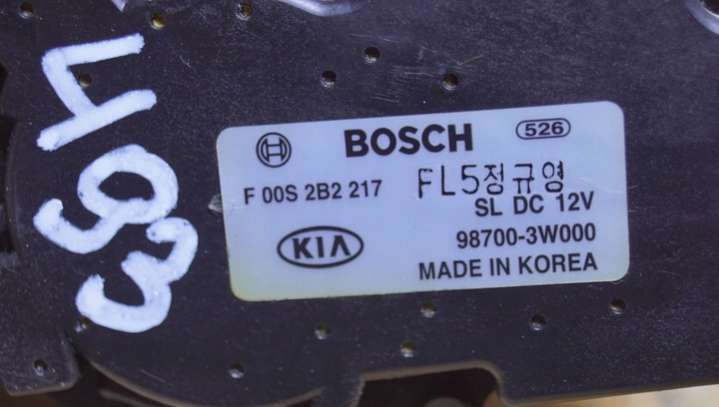 1093
BOSCH 526
F 00S 2B2 217 FL5정규영
SL DC 12V
KIA 98700-3W000
MADE IN KOREA